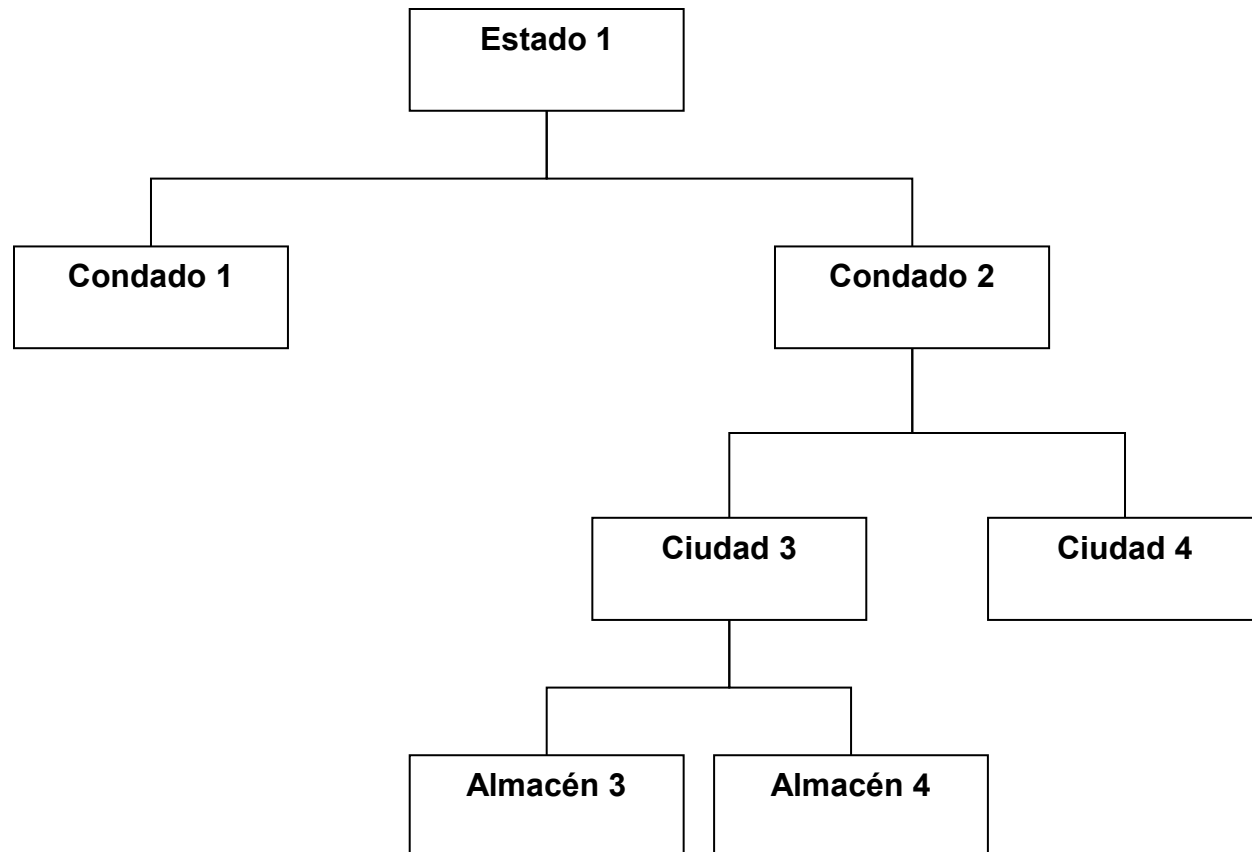 Estado 1
Condado 1
Condado 2
Ciudad 3
Ciudad 4
Almacén 3
Almacén 4